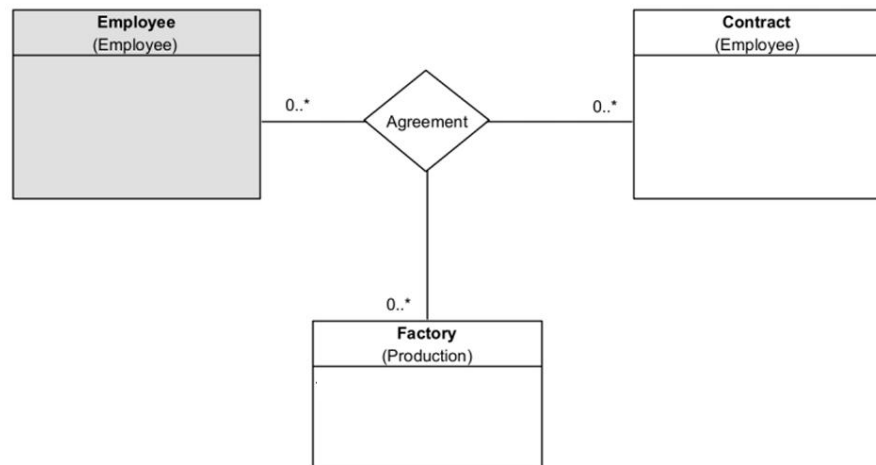 Employee
(Employee)
Contract
(Employee)
0..*
Agreement
0..*
0..*
Factory
(Production)